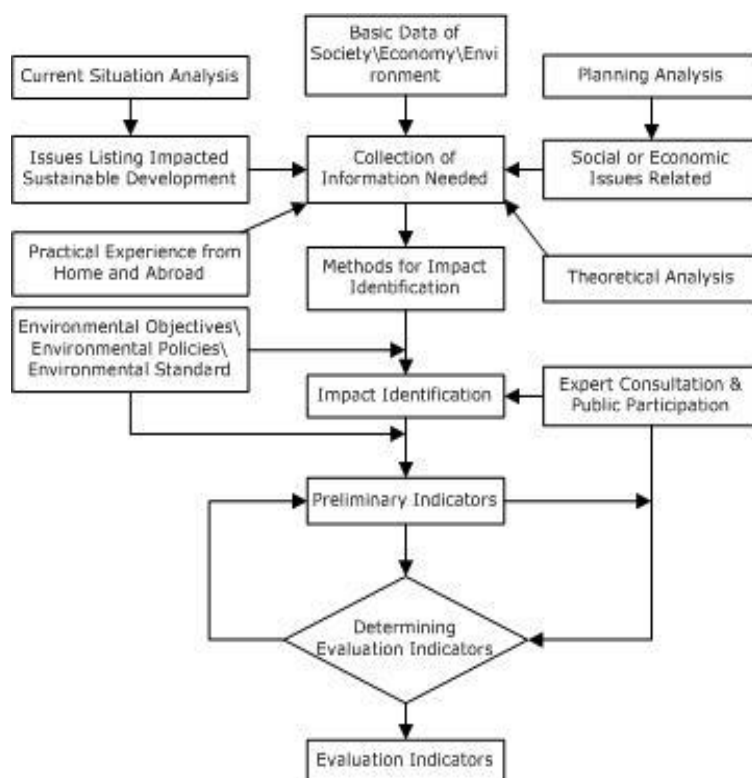 Basic Data of
Society\Economy\Envi
ronment
Current Situation Analysis
Planning Analysis
Issues Listing Impacted
Sustainable Development
Collection of
Information Needed
Social or Economic
Issues Related
Practical Experience from
Home and Abroad
Methods for Impact
Identification
Theoretical Analysis
Environmental Objectives\
Environmental Policies\
Environmental Standard
Impact Identification
Expert Consultation &
Public Participation
Preliminary Indicators
Determining
Evaluation Indicators
Evaluation Indicators